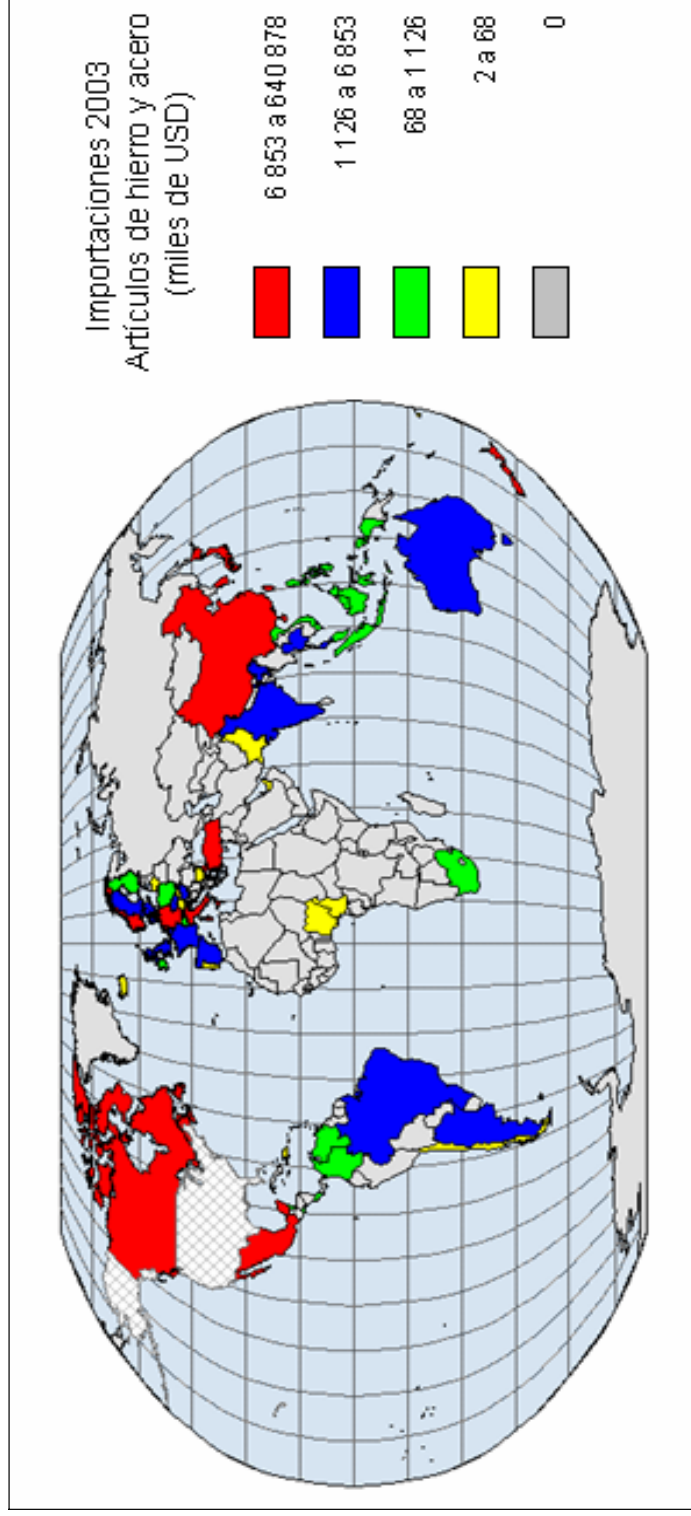 Importaciones 2003
Artículos de hierro y acero
(miles de USD)
6 853 a 640 878
1 126 a 6 853
68 a 1 126
2 a 68
0